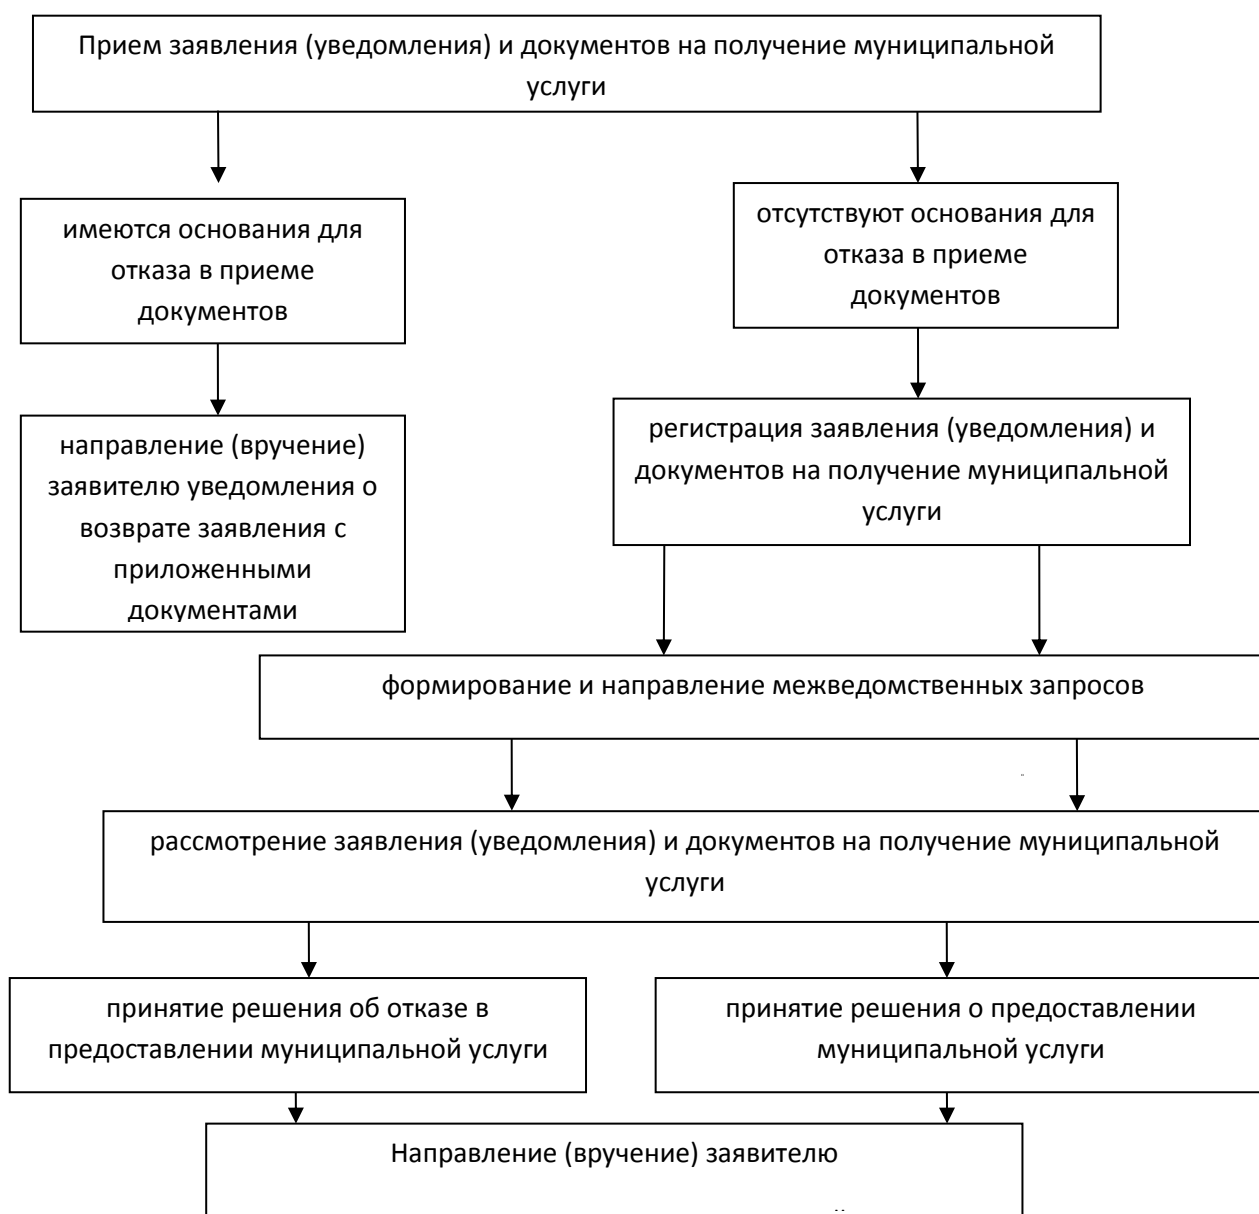 Прием заявления (уведомления) и документов на получение муниципальной
услуги
имеются основания для
отказа в приеме
документов
отсутствуют основания для
отказа в приеме
документов
направление (вручение)
заявителю уведомления о
возврате заявления с
приложенными
документами
регистрация заявления (уведомления) и
документов на получение муниципальной
услуги
формирование и направление межведомственных запросов
рассмотрение заявления (уведомления) и документов на получение муниципальной
услуги
принятие решения об отказе в
предоставлении муниципальной услуги
принятие решения о предоставлении
муниципальной услуги
Направление (вручение) заявителю